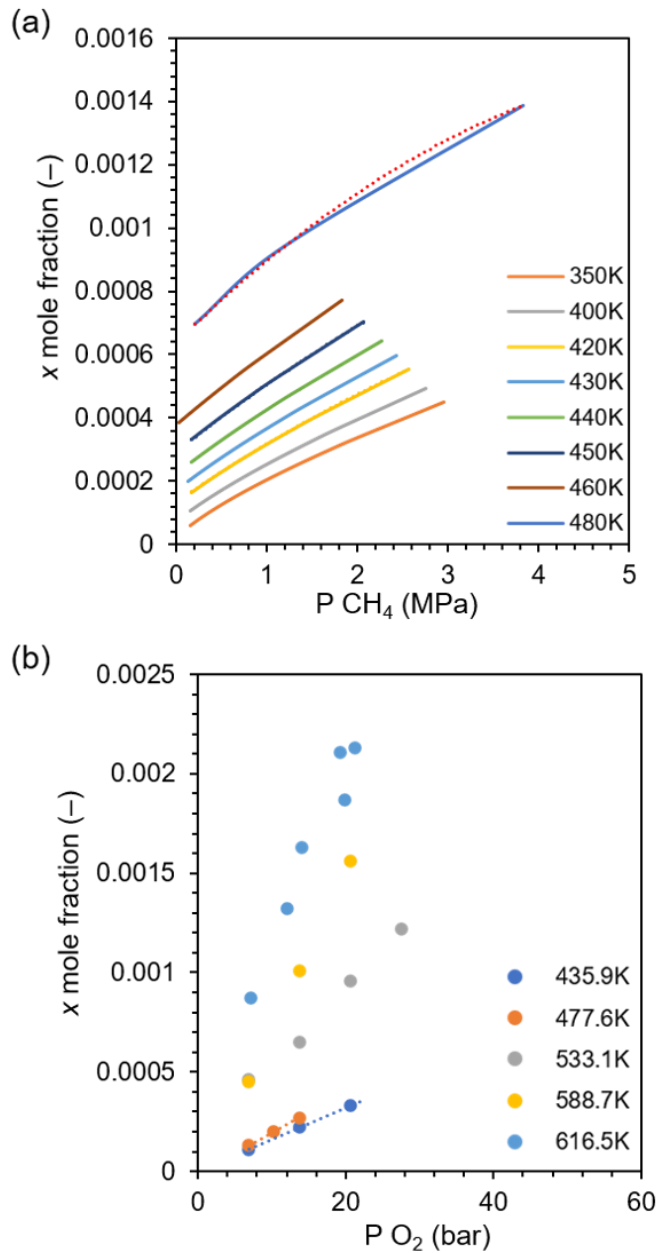 (a)
0.0016
0.0014
0.0012
0.001
0.0008
0.0006
0.0004
0.0002
0
x mole fraction (–)
350K
400K
420K
430K
440K
450K
460K
480K
0 1 2 3 4 5
P CH₄ (MPa)
(b)
0.0025
0.002
0.0015
0.001
0.0005
0
x mole fraction (–)
435.9K
477.6K
533.1K
588.7K
616.5K
0 20 40 60
P O₂ (bar)